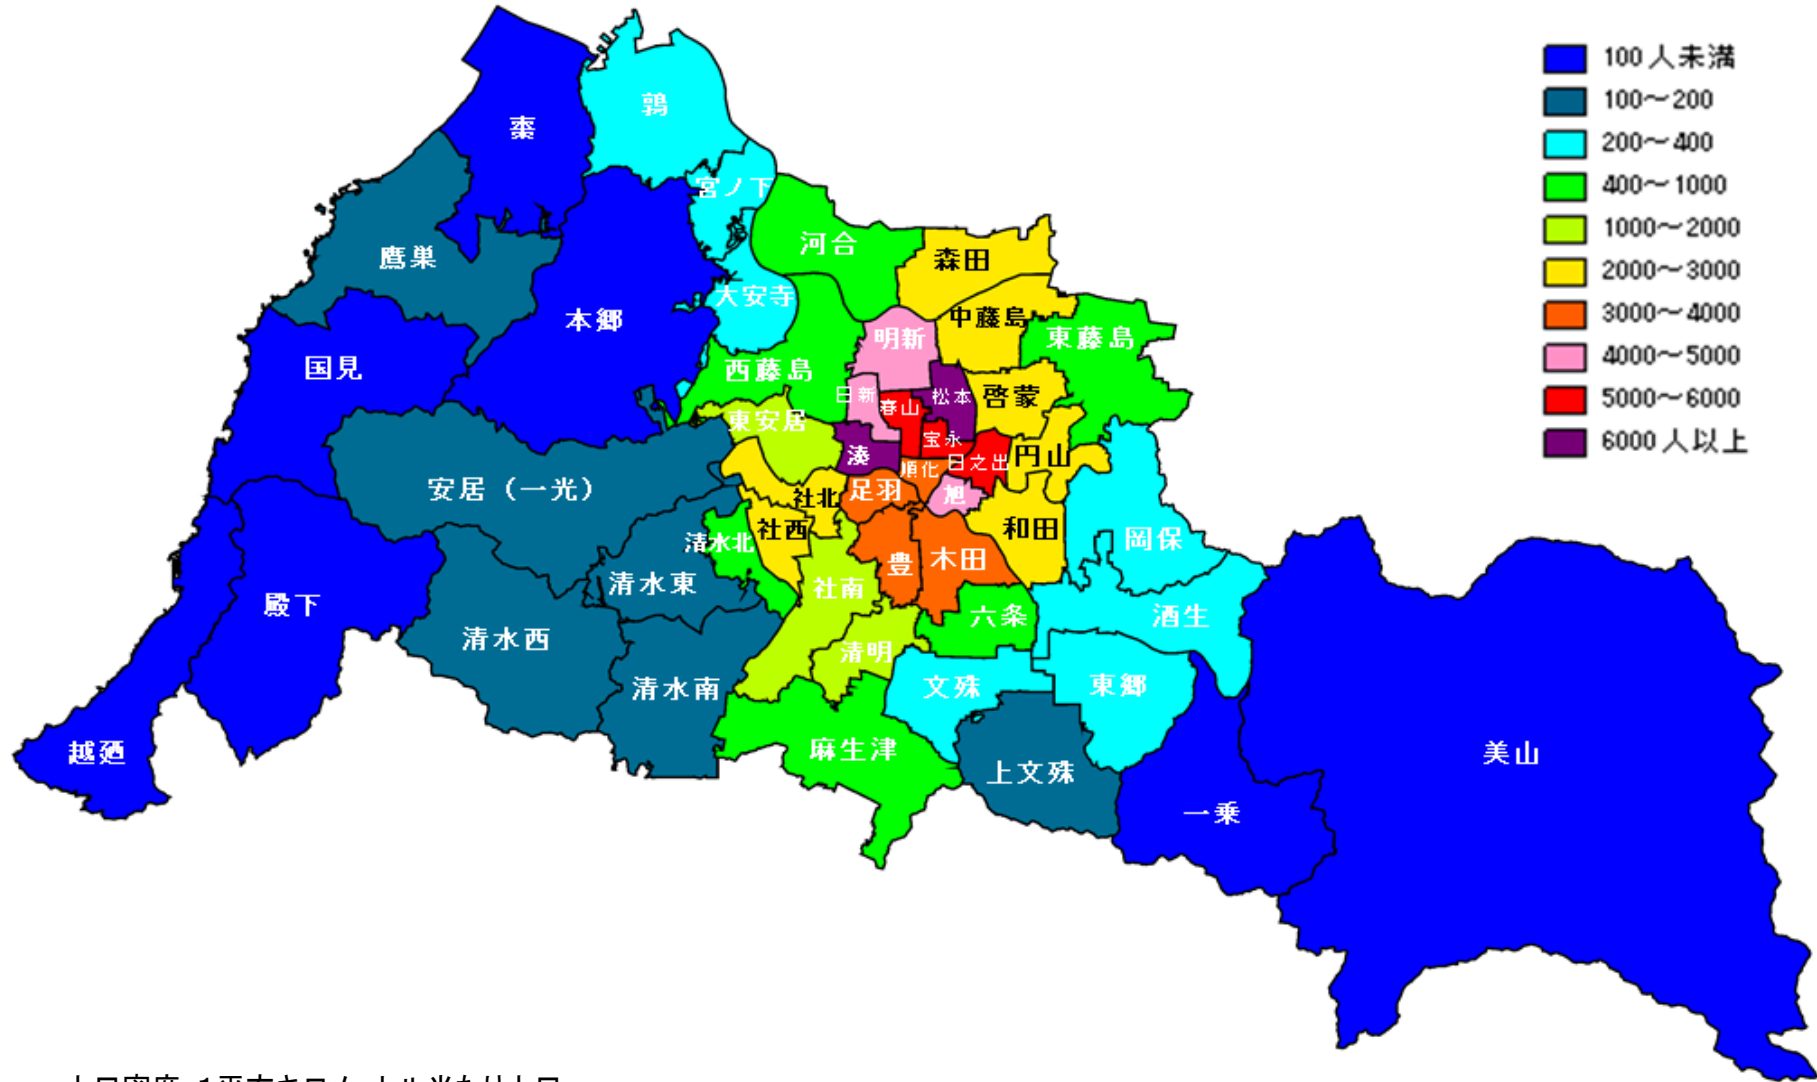 100人未満
100～200
200～400
400～1000
1000～2000
2000～3000
3000～4000
4000～5000
5000～6000
6000人以上
棗
鶉
宮ノ下
鷹巣
河合
森田
大安寺
本郷
中藤島
東藤島
明新
国見
西藤島
日新
春山
松本
啓蒙
東安居
宝永
湊
順化
日之出
円山
安居（一光）
社北
足羽
旭
社西
和田
清水北
岡保
豊
木田
清水東
社南
殿下
六条
酒生
清水西
清明
清水南
文殊
東郷
越廼
麻生津
上文殊
美山
一乗